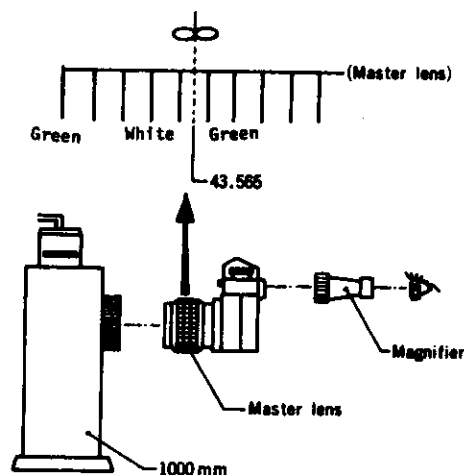 (Master lens)
Green White Green
43.565
Magnifier
Master lens
1000 mm